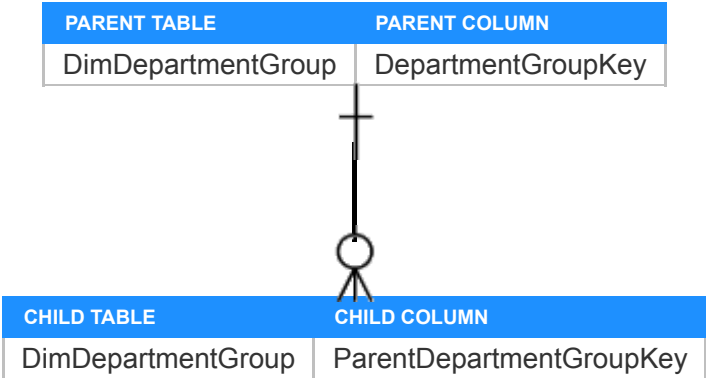 PARENT TABLE PARENT COLUMN
DimDepartmentGroup DepartmentGroupKey
CHILD TABLE CHILD COLUMN
DimDepartmentGroup ParentDepartmentGroupKey